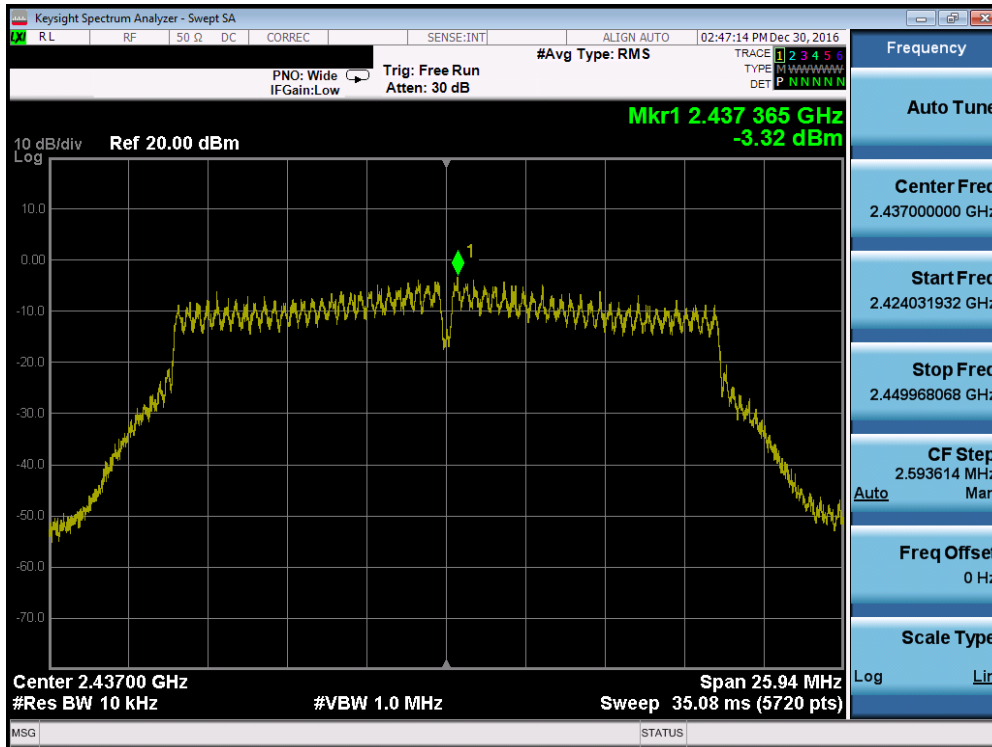 Keysight Spectrum Analyzer - Swept SA
LXI RL RF 50 Ω DC CORREC SENSE:INT ALIGN AUTO 02:47:14 PM Dec 30, 2016
#Avg Type: RMS TRACE 1 2 3 4 5 6
PNO: Wide Trig: Free Run TYPE M WWWWW
IFGain:Low Atten: 30 dB DET P N N N N N
Mkr1 2.437 365 GHz
-3.32 dBm
10 dB/div Ref 20.00 dBm
Log
1
10.0
0.00
-10.0
-20.0
-30.0
-40.0
-50.0
-60.0
-70.0
Center 2.43700 GHz Span 25.94 MHz
#Res BW 10 kHz #VBW 1.0 MHz Sweep 35.08 ms (5720 pts)
MSG STATUS
Frequency
Auto Tune
Center Freq
2.437000000 GHz
Start Freq
2.424031932 GHz
Stop Freq
2.449968068 GHz
CF Step
2.593614 MHz
Auto Man
Freq Offset
0 Hz
Scale Type
Log Lin